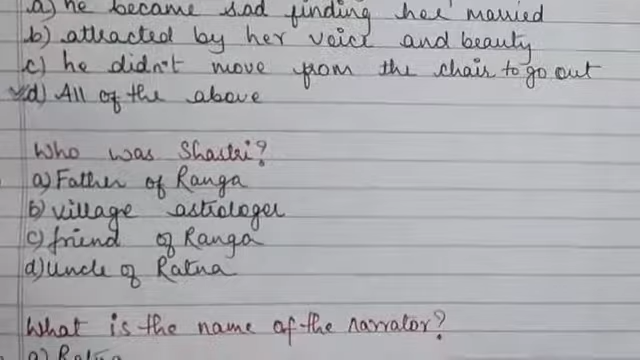 a) he became sad finding her married
b) attracted by her voice and beauty
c) he didn't move from the chair to go out
d) All of the above
Who was Shastri?
a) Father of Ranga
b) village astrologer
c) friend of Ranga
d) Uncle of Ratna
What is the name of the narrator?
a) Ratna